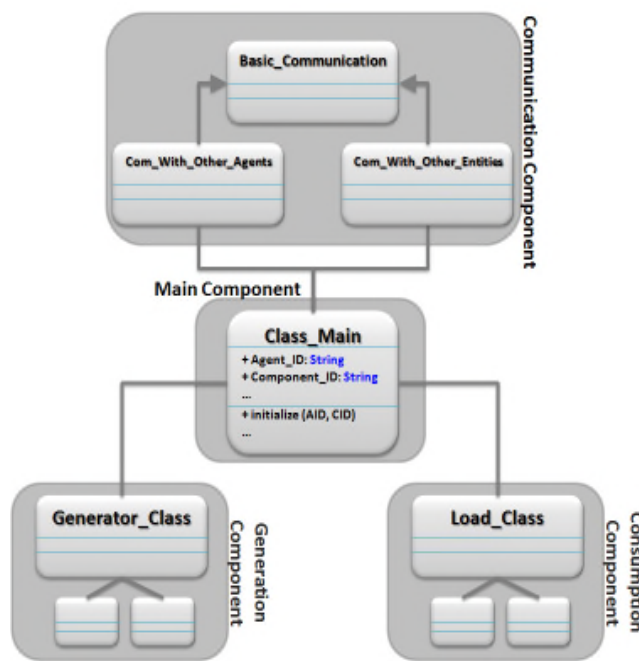 Basic_Communication
Com_With_Other_Agents
Com_With_Other_Entities
Communication Component
Main Component
Class_Main
+ Agent_ID: String
+ Component_ID: String
...
+ initialize (AID, CID)
...
Generator_Class
Generation
Component
Load_Class
Consumption
Component